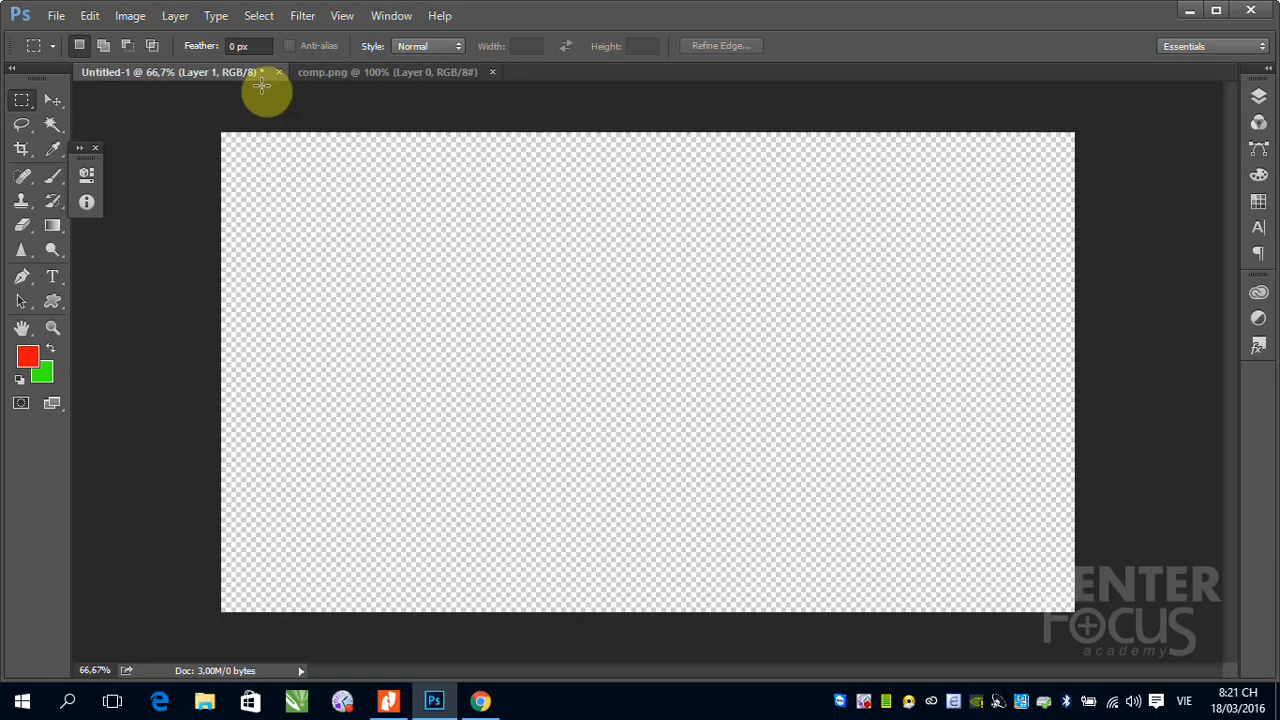 Ps File Edit Image Layer Type Select Filter View Window Help
Feather: 0 px Anti-alias Style: Normal Width: Height: Refine Edge... Essentials
Untitled-1 @ 66,7% (Layer 1, RGB/8) * × comp.png @ 100% (Layer 0, RGB/8#) ×
ENTER
FOCUS
academy
66,67% Doc: 3,00M/0 bytes
VIE
8:21 CH
18/03/2016